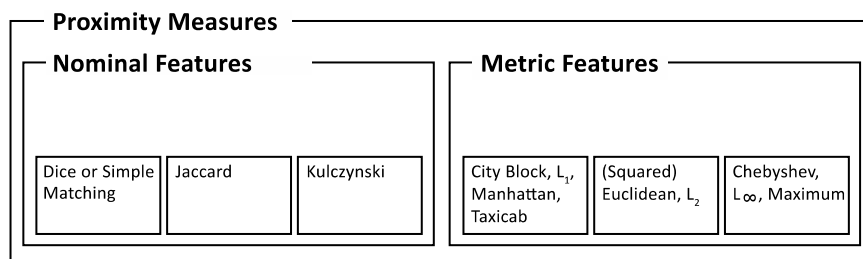 Proximity Measures
Nominal Features
Metric Features
Dice or Simple
Matching
Jaccard
Kulczynski
City Block, L₁,
Manhattan,
Taxicab
(Squared)
Euclidean, L₂
Chebyshev,
L∞, Maximum